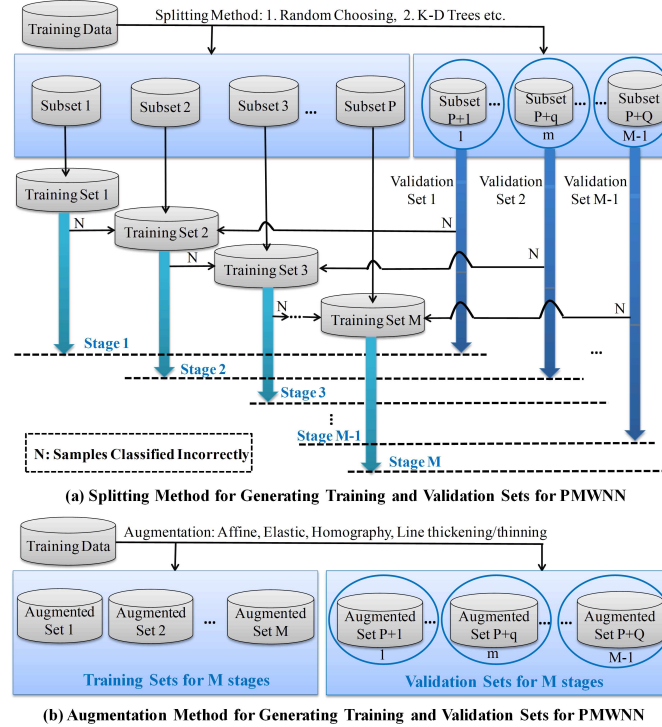 Training Data
Splitting Method: 1. Random Choosing, 2. K-D Trees etc.
Subset 1
Subset 2
Subset 3
...
Subset P
Subset
P+1
1
...
Subset
P+q
m
...
...
Subset
P+Q
M-1
Validation
Set 1
Validation
Set 2
Validation
Set M-1
Training Set 1
N
Training Set 2
N
N
Training Set 3
N
N
......
Training Set M
N
Stage 1
...
Stage 2
Stage 3
...
Stage M-1
Stage M
N: Samples Classified Incorrectly
(a) Splitting Method for Generating Training and Validation Sets for PMWNN
Training Data
Augmentation: Affine, Elastic, Homography, Line thickening/thinning
Augmented
Set 1
Augmented
Set 2
...
Augmented
Set M
Training Sets for M stages
Augmented
Set P+1
1
...
Augmented
Set P+q
m
...
...
Augmented
Set P+Q
M-1
Validation Sets for M stages
(b) Augmentation Method for Generating Training and Validation Sets for PMWNN